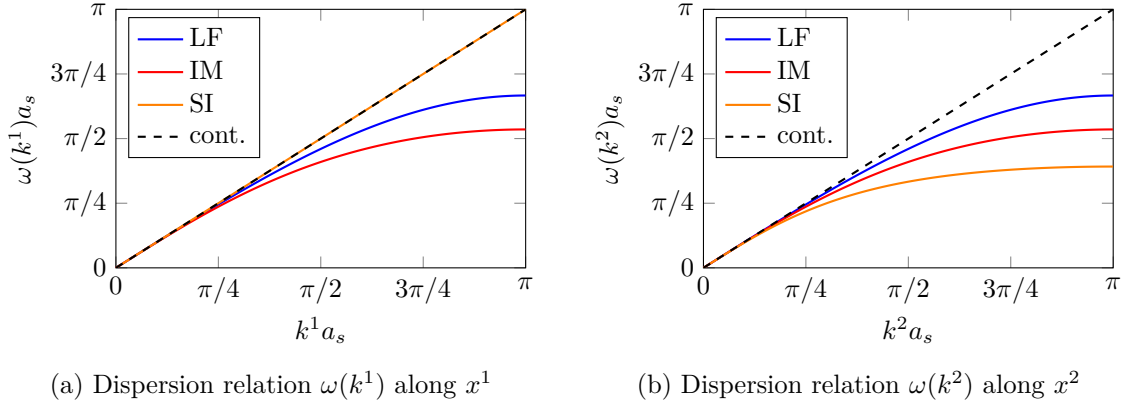 π
3π/4
π/2
π/4
0
ω(k¹)aₛ
LF
IM
SI
cont.
0
π/4
π/2
3π/4
π
k¹aₛ
(a) Dispersion relation ω(k¹) along x¹
π
3π/4
π/2
π/4
0
ω(k²)aₛ
LF
IM
SI
cont.
0
π/4
π/2
3π/4
π
k²aₛ
(b) Dispersion relation ω(k²) along x²